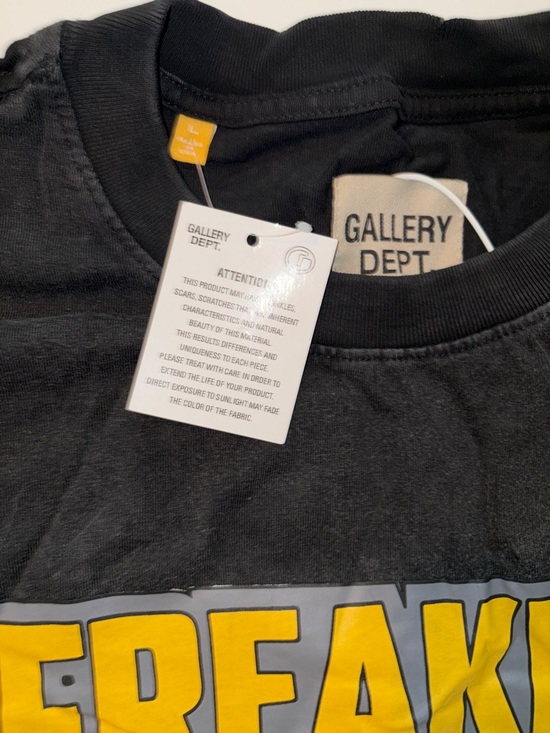 L
GALLERY
DEPT.
GALLERY
DEPT.
G
ATTENTION
THIS PRODUCT MAY
SCARS, SCRATCHES INHERENT
CHARACTERISTICS AND NATURAL
BEAUTY OF THIS MATERIAL.
THIS RESULTS DIFFERENCES AND
UNIQUENESS TO EACH PIECE.
PLEASE TREAT WITH CARE IN ORDER TO
EXTEND THE LIFE OF YOUR PRODUCT.
DIRECT EXPOSURE TO SUNLIGHT MAY FADE
THE COLOR OF THE FABRIC.
FREAK